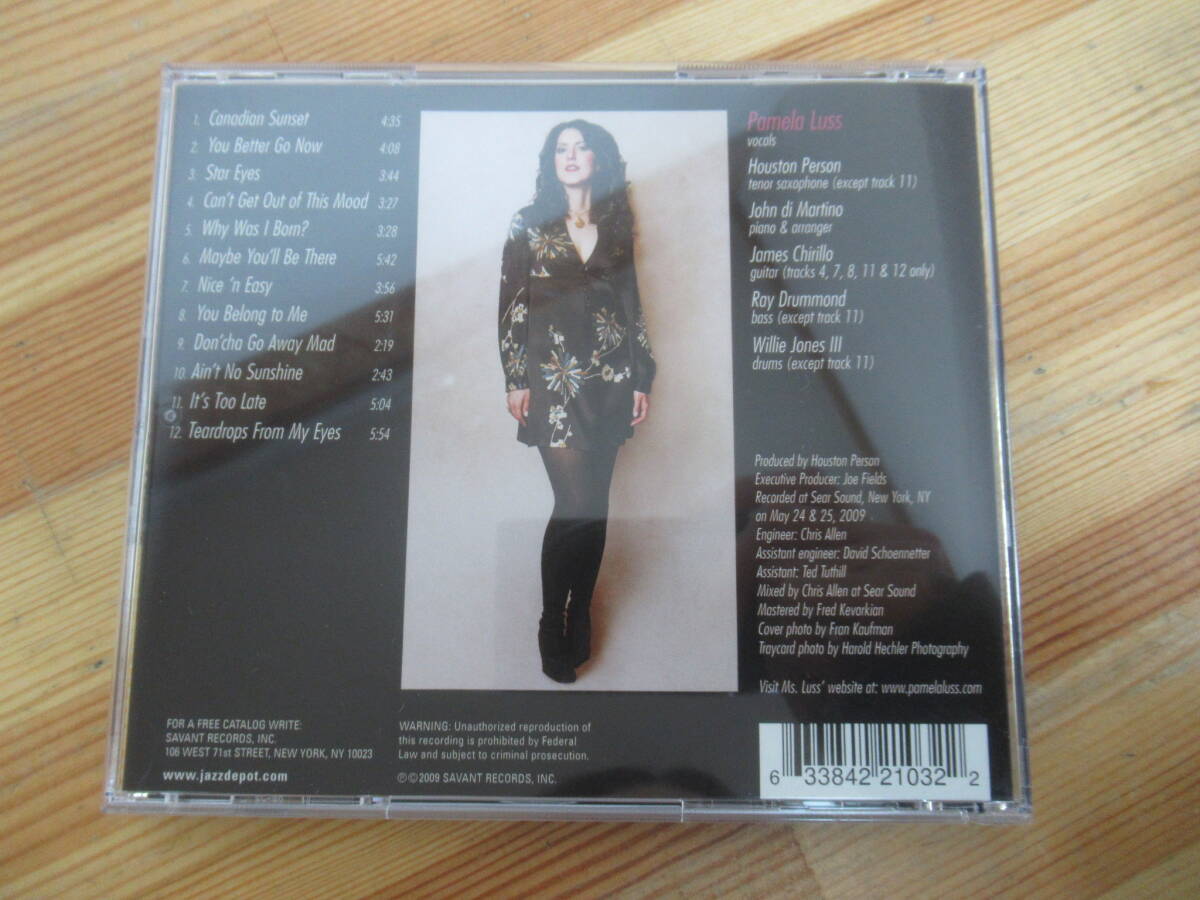 1. Canadian Sunset 4:35
2. You Better Go Now 4:08
3. Star Eyes 3:44
4. Can't Get Out of This Mood 3:27
5. Why Was I Born? 3:28
6. Maybe You'll Be There 5:42
7. Nice 'n Easy 3:56
8. You Belong to Me 5:31
9. Don'cha Go Away Mad 2:19
10. Ain't No Sunshine 2:43
11. It's Too Late 5:04
12. Teardrops From My Eyes 5:54
Pamela Luss
vocals
Houston Person
tenor saxophone (except track 11)
John di Martino
piano & arranger
James Chirillo
guitar (tracks 4, 7, 8, 11 & 12 only)
Ray Drummond
bass (except track 11)
Willie Jones III
drums (except track 11)
Produced by Houston Person
Executive Producer: Joe Fields
Recorded at Sear Sound, New York, NY
on May 24 & 25, 2009
Engineer: Chris Allen
Assistant engineer: David Schoennetter
Assistant: Ted Tuthill
Mixed by Chris Allen at Sear Sound
Mastered by Fred Kevorkian
Cover photo by Fran Kaufman
Traycard photo by Harold Hechler Photography
Visit Ms. Luss' website at: www.pamelaluss.com
FOR A FREE CATALOG WRITE:
SAVANT RECORDS, INC.
106 WEST 71st STREET, NEW YORK, NY 10023
www.jazzdepot.com
WARNING: Unauthorized reproduction of
this recording is prohibited by Federal
Law and subject to criminal prosecution.
℗©2009 SAVANT RECORDS, INC.
6 33842 21032 2